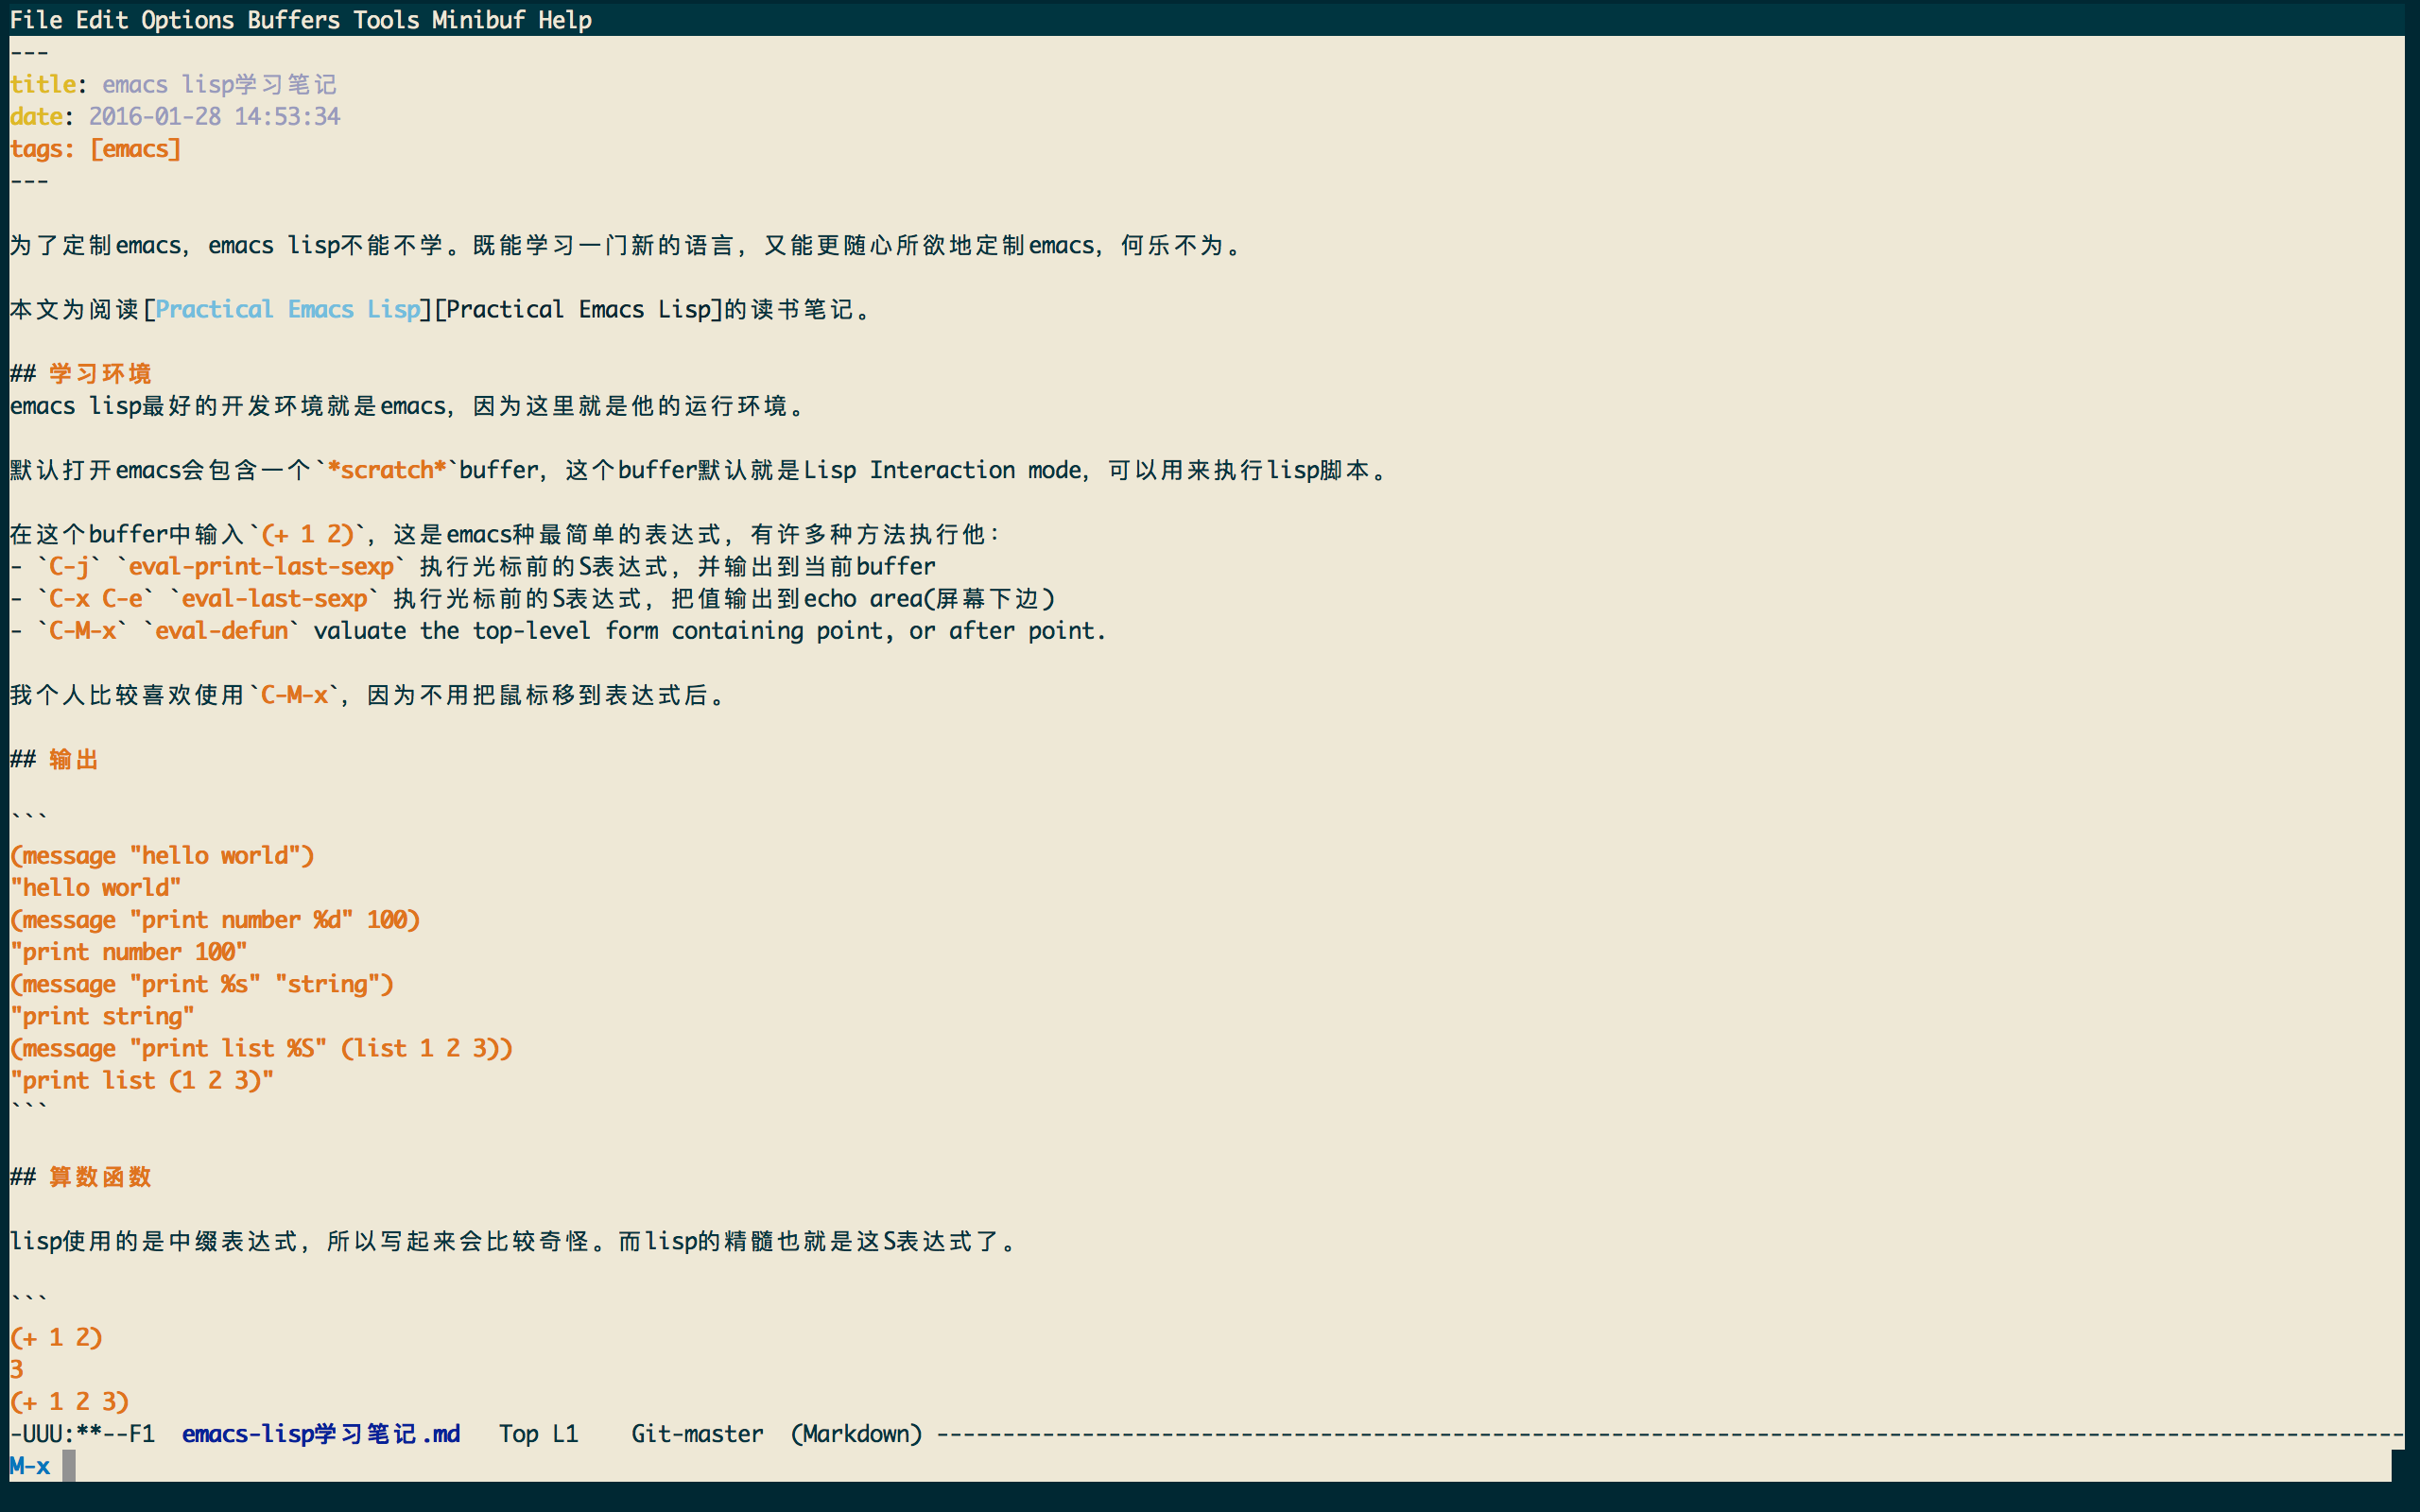 File Edit Options Buffers Tools Minibuf Help
---
title: emacs lisp学习笔记
date: 2016-01-28 14:53:34
tags: [emacs]
---
为了定制emacs, emacs lisp不能不学。既能学习一门新的语言, 又能更随心所欲地定制emacs, 何乐不为。
本文为阅读[Practical Emacs Lisp][Practical Emacs Lisp]的读书笔记。
## 学习环境
emacs lisp最好的开发环境就是emacs, 因为这里就是他的运行环境。
默认打开emacs会包含一个`*scratch*`buffer, 这个buffer默认就是Lisp Interaction mode, 可以用来执行lisp脚本。
在这个buffer中输入`(+ 1 2)`, 这是emacs种最简单的表达式, 有许多种方法执行他:
- `C-j` `eval-print-last-sexp` 执行光标前的S表达式, 并输出到当前buffer
- `C-x C-e` `eval-last-sexp` 执行光标前的S表达式, 把值输出到echo area(屏幕下边)
- `C-M-x` `eval-defun` valuate the top-level form containing point, or after point.
我个人比较喜欢使用`C-M-x`, 因为不用把鼠标移到表达式后。
## 输出
```
(message "hello world")
"hello world"
(message "print number %d" 100)
"print number 100"
(message "print %s" "string")
"print string"
(message "print list %S" (list 1 2 3))
"print list (1 2 3)"
```
## 算数函数
lisp使用的是中缀表达式, 所以写起来会比较奇怪。而lisp的精髓也就是这S表达式了。
```
(+ 1 2)
3
(+ 1 2 3)
-UUU:**--F1  emacs-lisp学习笔记.md   Top L1    Git-master  (Markdown) ---------------------------------------------------------------------------------------------------------------
M-x